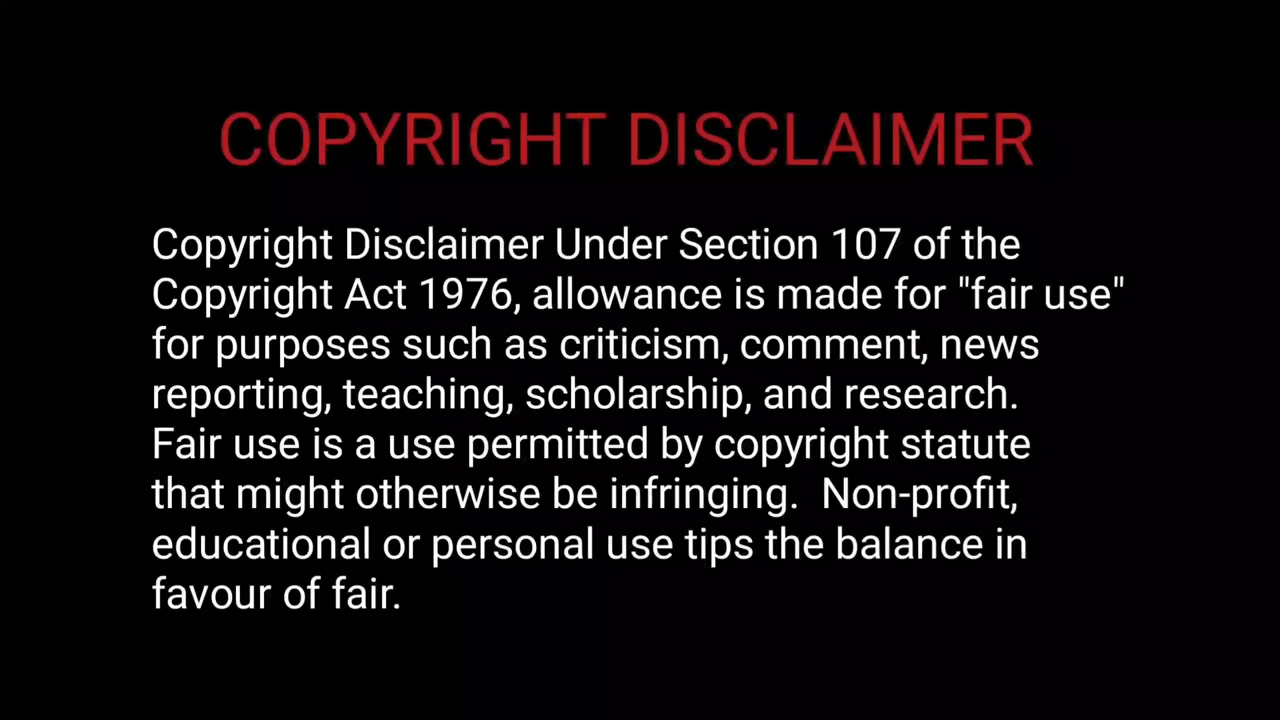 COPYRIGHT DISCLAIMER
Copyright Disclaimer Under Section 107 of the
Copyright Act 1976, allowance is made for "fair use"
for purposes such as criticism, comment, news
reporting, teaching, scholarship, and research.
Fair use is a use permitted by copyright statute
that might otherwise be infringing.  Non-profit,
educational or personal use tips the balance in
favour of fair.